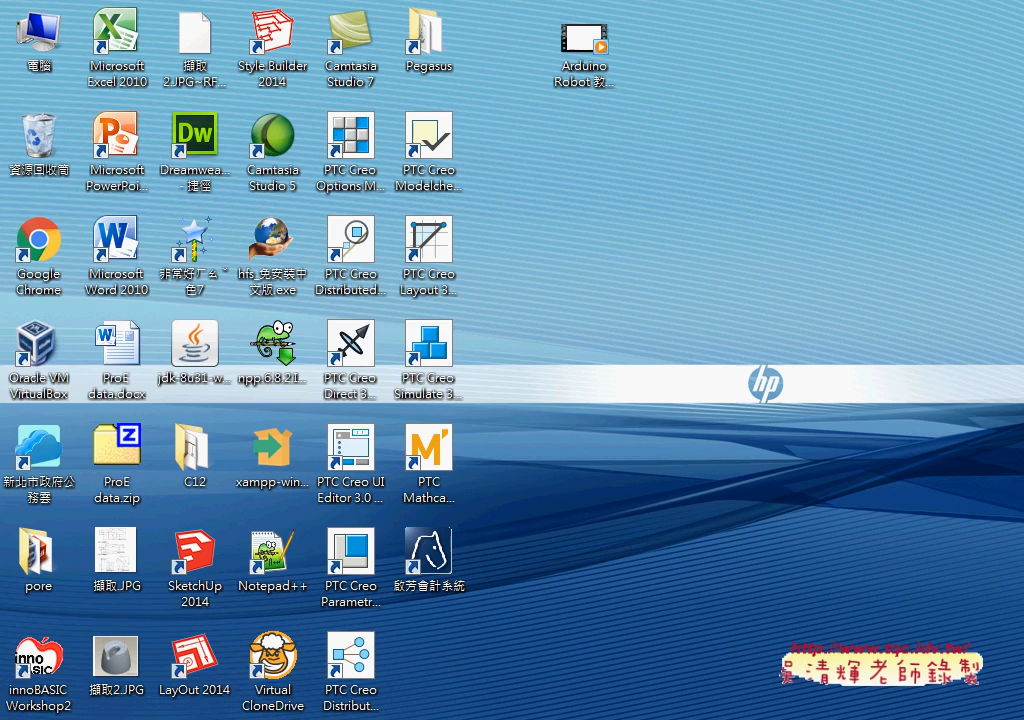 電腦
Microsoft
Excel 2010
擷取
2.JPG~RF...
Style Builder
2014
Camtasia
Studio 7
Pegasus
Arduino
Robot 教...
資源回收筒
Microsoft
PowerPoi...
Dreamwea...
- 捷徑
Camtasia
Studio 5
PTC Creo
Options M...
PTC Creo
Modelche...
Google
Chrome
Microsoft
Word 2010
非常好ㄏㄠˇ
色7
hfs_免安裝中
文版.exe
PTC Creo
Distributed...
PTC Creo
Layout 3....
Oracle VM
VirtualBox
ProE
data.docx
jdk-8u31-w...
npp.6.8.2.I...
PTC Creo
Direct 3....
PTC Creo
Simulate 3...
hp
新北市政府公
務雲
ProE
data.zip
C12
xampp-win...
PTC Creo UI
Editor 3.0 ...
PTC
Mathca...
pore
擷取.JPG
SketchUp
2014
Notepad++
PTC Creo
Parametr...
啟芳會計系統
inno
BASIC
innoBASIC
Workshop2
擷取2.JPG
LayOut 2014
Virtual
CloneDrive
PTC Creo
Distribut...
http://www.tqc.idv.tw/
吳清輝老師錄製